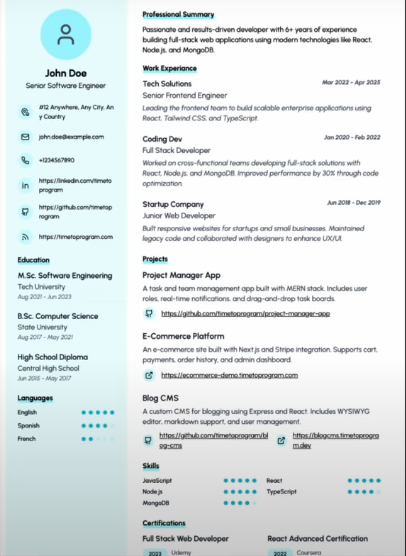 John Doe
Senior Software Engineer
#12 Anywhere, Any City, An
y Country
john.doe@example.com
+1234567890
https://linkedin.com/timeto
program
https://github.com/timetop
rogram
https://timetoprogram.com
Education
M.Sc. Software Engineering
Tech University
Aug 2021 - Jun 2023
B.Sc. Computer Science
State University
Aug 2017 - May 2021
High School Diploma
Central High School
Jun 2015 - May 2017
Languages
English
Spanish
French
Professional Summary
Passionate and results-driven developer with 6+ years of experience
building full-stack web applications using modern technologies like React,
Node.js, and MongoDB.
Work Experience
Tech Solutions
Mar 2022 - Apr 2025
Senior Frontend Engineer
Leading the frontend team to build scalable enterprise applications using
React, Tailwind CSS, and TypeScript.
Coding Dev
Jan 2020 - Feb 2022
Full Stack Developer
Worked on cross-functional teams developing full-stack solutions with
React, Node.js, and MongoDB. Improved performance by 30% through code
optimization.
Startup Company
Jun 2018 - Dec 2019
Junior Web Developer
Built responsive websites for startups and small businesses. Maintained
legacy code and collaborated with designers to enhance UX/UI.
Projects
Project Manager App
A task and team management app built with MERN stack. Includes user
roles, real-time notifications, and drag-and-drop task boards.
https://github.com/timetoprogram/project-manager-app
E-Commerce Platform
An e-commerce site built with Next.js and Stripe integration. Supports cart,
payments, order history, and admin dashboard.
https://ecommerce-demo.timetoprogram.com
Blog CMS
A custom CMS for blogging using Express and React. Includes WYSIWYG
editor, markdown support, and user management.
https://github.com/timetoprogram/bl
og-cms
https://blogcms.timetoprogra
m.dev
Skills
JavaScript
React
Node.js
TypeScript
MongoDB
Certifications
Full Stack Web Developer
React Advanced Certification
2023 Udemy
2022 Coursera